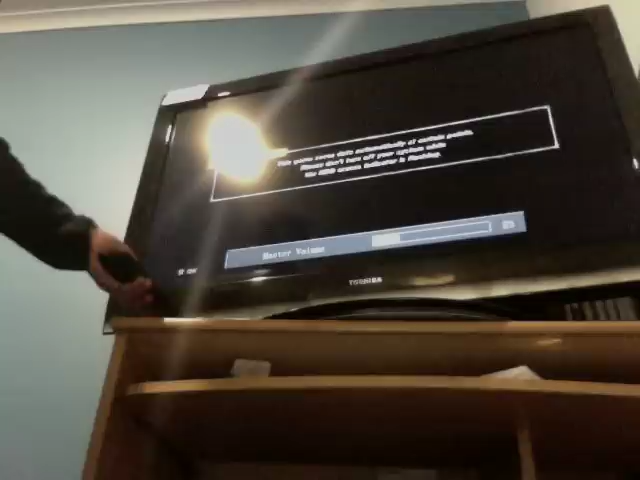 This game saves data automatically at certain points.
Please don't turn off your system while
the HDD access indicator is flashing.
Master Volume
TOSHIBA